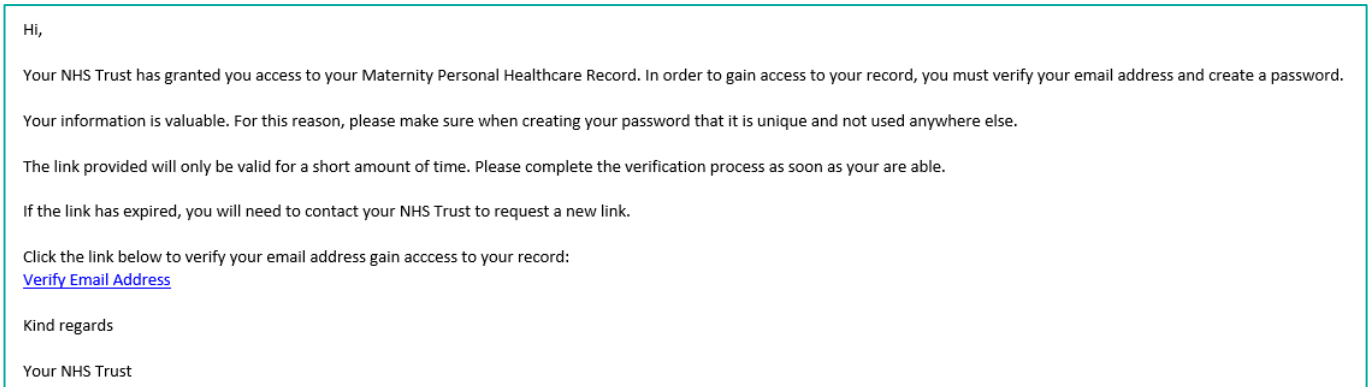 Hi,
Your NHS Trust has granted you access to your Maternity Personal Healthcare Record. In order to gain access to your record, you must verify your email address and create a password.
Your information is valuable. For this reason, please make sure when creating your password that it is unique and not used anywhere else.
The link provided will only be valid for a short amount of time. Please complete the verification process as soon as your are able.
If the link has expired, you will need to contact your NHS Trust to request a new link.
Click the link below to verify your email address gain acccess to your record:
Verify Email Address
Kind regards
Your NHS Trust